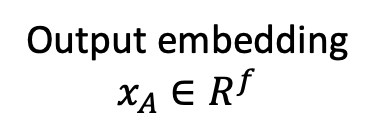 Output embedding
x_A ∈ R^f